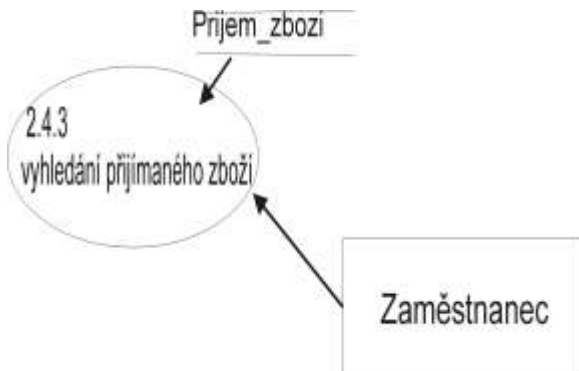 Prijem_zbozi
2.4.3
vyhledání přijímaného zboží
Zaměstnanec